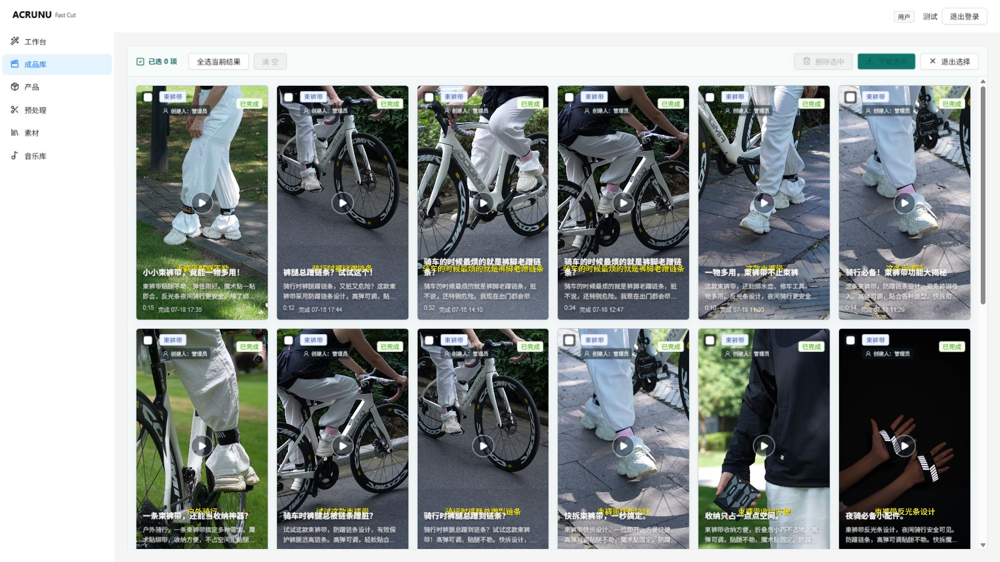 ACRUNU Fast Cut
用户 测试 退出登录
工作台
成品库
产品
预处理
素材
音乐库
已选 0 项 全选当前结果 清 空 删除选中 下载选中 退出选择
束裤带
已完成
创建人：管理员
束裤带贴腿不勒
小小束裤带，竟能一物多用！
束裤带贴腿不勒，弹性刚好。魔术贴一粘
即合，反光条夜间骑行更安全。除了绑...
0:15 完成 07-18 17:35
束裤带
已完成
创建人：管理员
骑行时裤腿蹭链条
裤腿总蹭链条？试试这个！
骑行时裤腿蹭链条，又脏又危险？这款束
裤带采用防蹭链条设计，高弹可调，贴...
0:12 完成 07-18 17:44
束裤带
已完成
创建人：管理员
骑车的时候最烦的就是裤脚老蹭链
条？
骑车的时候最烦的就是裤脚老蹭链条
骑车的时候最烦的就是裤脚老蹭链条，脏
不说，还特别危险。我现在出门都会带...
0:32 完成 07-18 14:10
束裤带
已完成
创建人：管理员
骑车的时候最烦的就是裤脚老蹭链
条？
骑车的时候最烦的就是裤脚老蹭链条
骑车的时候最烦的就是裤脚老蹭链条，脏
不说，还特别危险。我现在出门都会带...
0:34 完成 07-18 12:47
束裤带
已完成
创建人：管理员
这款束裤带
一物多用，束裤带不止束裤
这款束裤带，还能绑水壶、修车工具，一
物多用。反光条设计，夜间骑行更安全...
0:10 完成 07-18 11:30
束裤带
已完成
创建人：管理员
这条束裤带
骑行必备！束裤带功能大揭秘
这条束裤带，防蹭链条设计，避免裤脚卷
入。高弹可调，贴合各种腿型。快拆扣...
0:14 完成 07-18 11:29
束裤带
已完成
创建人：管理员
户外骑行
一条束裤带，还能当收纳神器？
户外骑行，一条束裤带搞定多种需求。魔
术贴绑带，收纳方便，不占空间。贴腿...
束裤带
已完成
创建人：管理员
试试这款束裤带
骑车时裤腿总被链条蹭脏？
试试这款束裤带，防蹭链条设计，有效保
护裤腿远离链条。高弹可调，轻松贴合...
束裤带
已完成
创建人：管理员
骑行时裤腿总蹭到链条
骑行时裤腿总蹭到链条？
骑行时裤腿总蹭到链条？试试这款束裤
带！高弹可调，贴腿不勒。快拆设计，...
束裤带
已完成
创建人：管理员
束裤带快拆设计
快拆束裤带，一秒搞定。
束裤带快拆设计，一拉即开，方便快捷。
高弹可调贴腿不勒，魔术贴固定。防蹭...
束裤带
已完成
创建人：管理员
束裤带收纳方便
收纳只占一点点空间。
束裤带收纳方便，折叠后小巧不占地。高
弹可调，贴腿不勒，魔术贴固定。防蹭...
束裤带
已完成
创建人：管理员
束裤带反光条设计
夜骑必备小配件。
束裤带反光条设计，夜间骑行安全可见。
防蹭链条，高弹可调贴腿不勒。快拆魔...